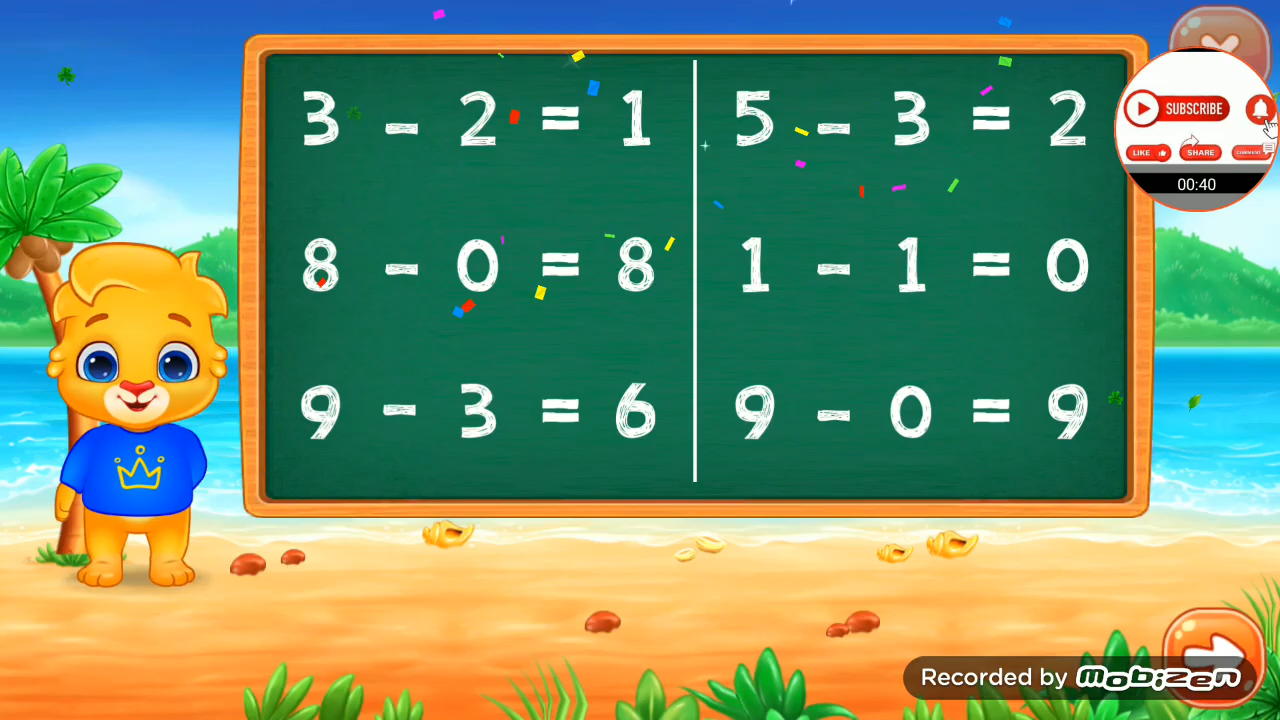 3 - 2 = 1
5 - 3 = 2
8 - 0 = 8
1 - 1 = 0
9 - 3 = 6
9 - 0 = 9
SUBSCRIBE
LIKE
SHARE
COMMENT
00:40
Recorded by mobizen